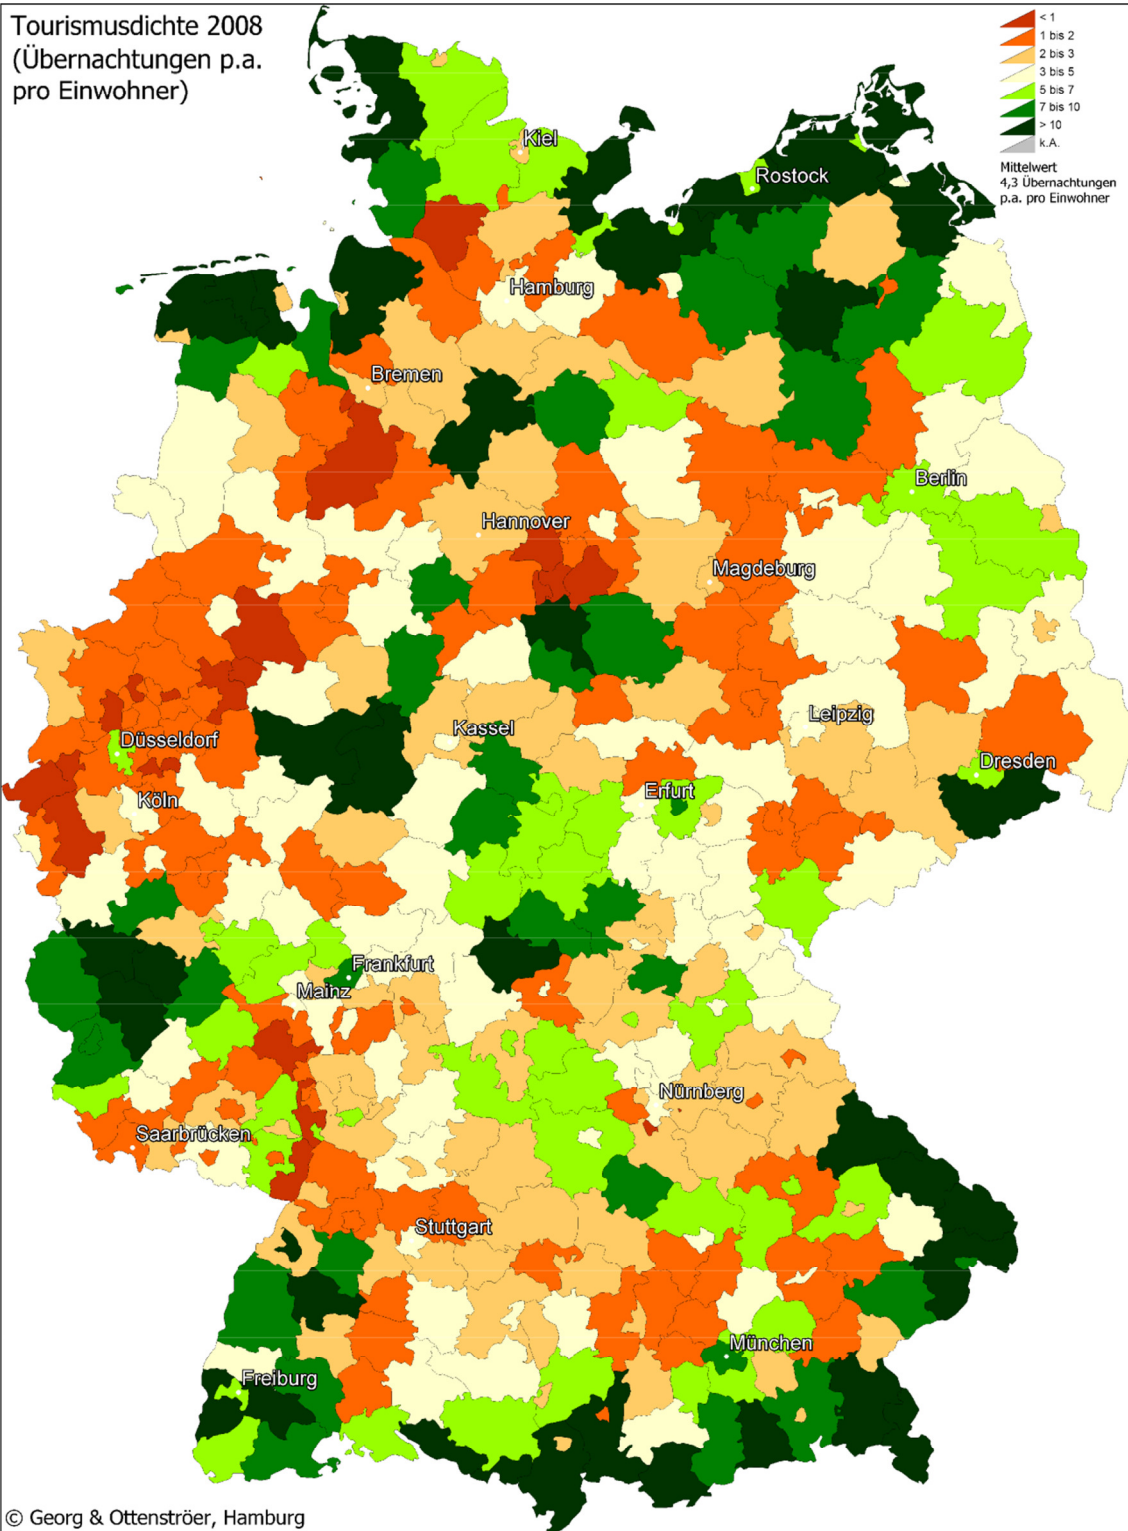 Tourismusdichte 2008
(Übernachtungen p.a.
pro Einwohner)
< 1
1 bis 2
2 bis 3
3 bis 5
5 bis 7
7 bis 10
> 10
k.A.
Mittelwert
4,3 Übernachtungen
p.a. pro Einwohner
Kiel
Rostock
Hamburg
Bremen
Berlin
Hannover
Magdeburg
Leipzig
Kassel
Düsseldorf
Dresden
Köln
Erfurt
Frankfurt
Mainz
Nürnberg
Saarbrücken
Stuttgart
München
Freiburg
© Georg & Ottenströer, Hamburg